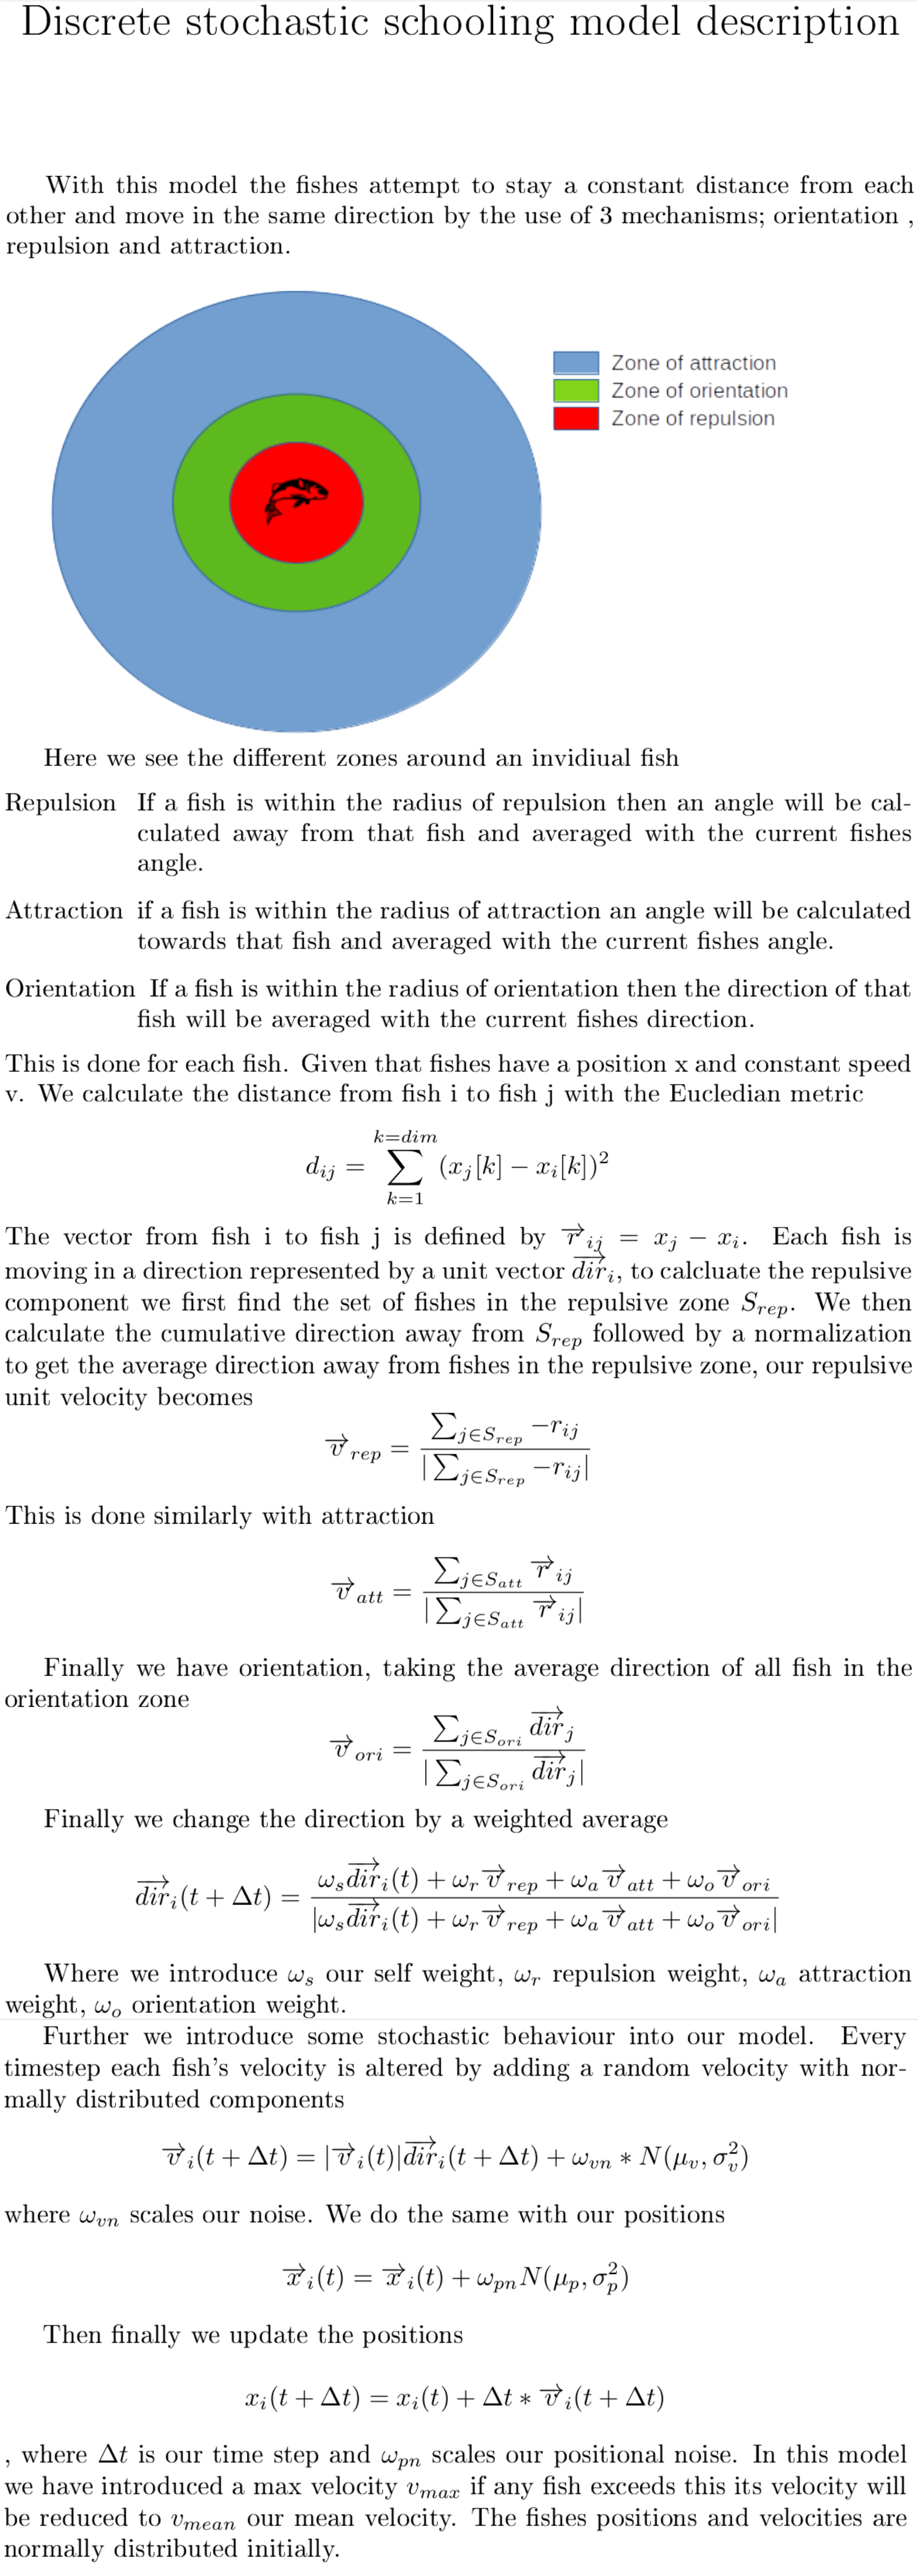 Discrete stochastic schooling model description
With this model the fishes attempt to stay a constant distance from each
other and move in the same direction by the use of 3 mechanisms; orientation ,
repulsion and attraction.
Zone of attraction
Zone of orientation
Zone of repulsion
Here we see the different zones around an invidiual fish
Repulsion If a fish is within the radius of repulsion then an angle will be cal-
culated away from that fish and averaged with the current fishes
angle.
Attraction if a fish is within the radius of attraction an angle will be calculated
towards that fish and averaged with the current fishes angle.
Orientation If a fish is within the radius of orientation then the direction of that
fish will be averaged with the current fishes direction.
This is done for each fish. Given that fishes have a position x and constant speed
v. We calculate the distance from fish i to fish j with the Eucledian metric
$d_{ij} = \sum_{k=1}^{k=dim} (x_j[k] - x_i[k])^2$
The vector from fish i to fish j is defined by $\overrightarrow{r}_{ij} = x_j - x_i$. Each fish is
moving in a direction represented by a unit vector $\overrightarrow{dir}_i$, to calcluate the repulsive
component we first find the set of fishes in the repulsive zone $S_{rep}$. We then
calculate the cumulative direction away from $S_{rep}$ followed by a normalization
to get the average direction away from fishes in the repulsive zone, our repulsive
unit velocity becomes
$\overrightarrow{v}_{rep} = \frac{\sum_{j \in S_{rep}} -r_{ij}}{|\sum_{j \in S_{rep}} -r_{ij}|}$
This is done similarly with attraction
$\overrightarrow{v}_{att} = \frac{\sum_{j \in S_{att}} \overrightarrow{r}_{ij}}{|\sum_{j \in S_{att}} \overrightarrow{r}_{ij}|}$
Finally we have orientation, taking the average direction of all fish in the
orientation zone
$\overrightarrow{v}_{ori} = \frac{\sum_{j \in S_{ori}} \overrightarrow{dir}_j}{|\sum_{j \in S_{ori}} \overrightarrow{dir}_j|}$
Finally we change the direction by a weighted average
$\overrightarrow{dir}_i(t + \Delta t) = \frac{\omega_s \overrightarrow{dir}_i(t) + \omega_r \overrightarrow{v}_{rep} + \omega_a \overrightarrow{v}_{att} + \omega_o \overrightarrow{v}_{ori}}{|\omega_s \overrightarrow{dir}_i(t) + \omega_r \overrightarrow{v}_{rep} + \omega_a \overrightarrow{v}_{att} + \omega_o \overrightarrow{v}_{ori}|}$
Where we introduce $\omega_s$ our self weight, $\omega_r$ repulsion weight, $\omega_a$ attraction
weight, $\omega_o$ orientation weight.
Further we introduce some stochastic behaviour into our model. Every
timestep each fish's velocity is altered by adding a random velocity with nor-
mally distributed components
$\overrightarrow{v}_i(t + \Delta t) = |\overrightarrow{v}_i(t)| \overrightarrow{dir}_i(t + \Delta t) + \omega_{vn} * N(\mu_v, \sigma_v^2)$
where $\omega_{vn}$ scales our noise. We do the same with our positions
$\overrightarrow{x}_i(t) = \overrightarrow{x}_i(t) + \omega_{pn} N(\mu_p, \sigma_p^2)$
Then finally we update the positions
$x_i(t + \Delta t) = x_i(t) + \Delta t * \overrightarrow{v}_i(t + \Delta t)$
, where $\Delta t$ is our time step and $\omega_{pn}$ scales our positional noise. In this model
we have introduced a max velocity $v_{max}$ if any fish exceeds this its velocity will
be reduced to $v_{mean}$ our mean velocity. The fishes positions and velocities are
normally distributed initially.